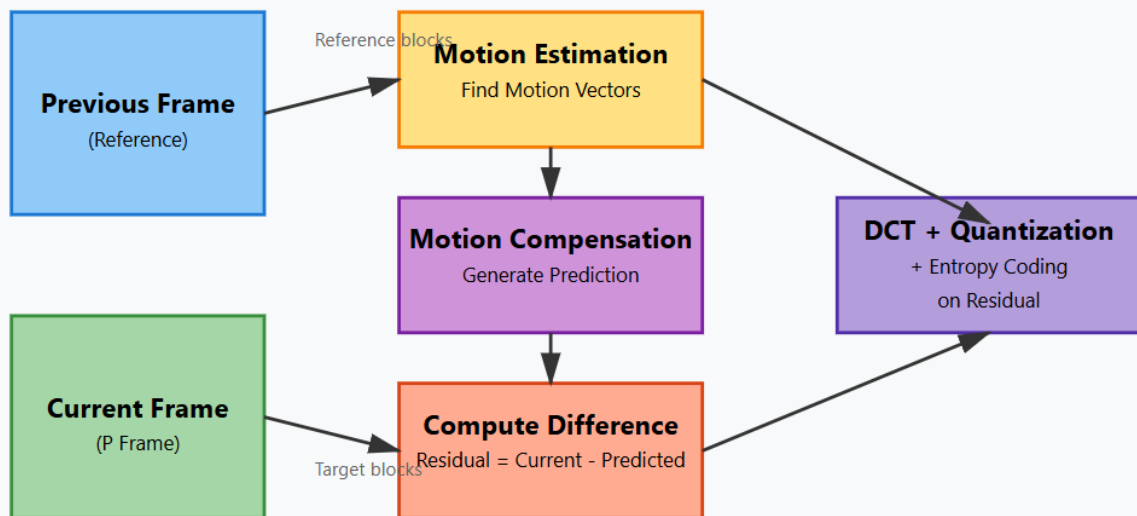 Previous Frame
(Reference)
Reference blocks
Motion Estimation
Find Motion Vectors
Motion Compensation
Generate Prediction
DCT + Quantization
+ Entropy Coding
on Residual
Current Frame
(P Frame)
Target blocks
Compute Difference
Residual = Current - Predicted